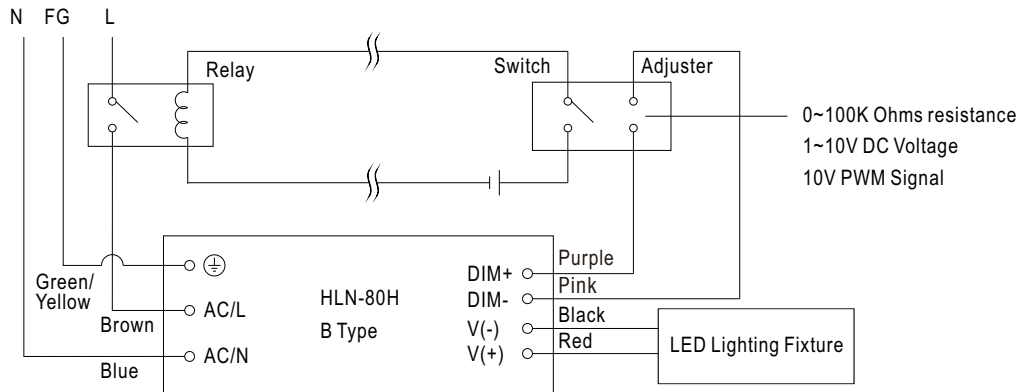 N FG L
Relay
Switch
Adjuster
0~100K Ohms resistance
1~10V DC Voltage
10V PWM Signal
Green/
Yellow
Brown
Blue
AC/L
AC/N
HLN-80H
B Type
DIM+
DIM-
V(-)
V(+)
Purple
Pink
Black
Red
LED Lighting Fixture